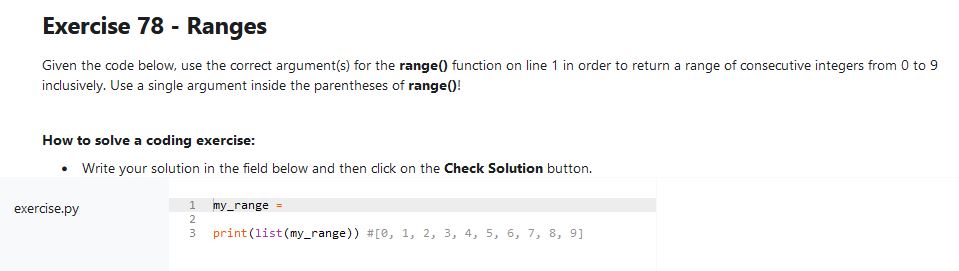 Exercise 78 - Ranges
Given the code below, use the correct argument(s) for the range() function on line 1 in order to return a range of consecutive integers from 0 to 9
inclusively. Use a single argument inside the parentheses of range()!
How to solve a coding exercise:
• Write your solution in the field below and then click on the Check Solution button.
exercise.py
1 my_range =
2
3 print(list(my_range)) #[0, 1, 2, 3, 4, 5, 6, 7, 8, 9]